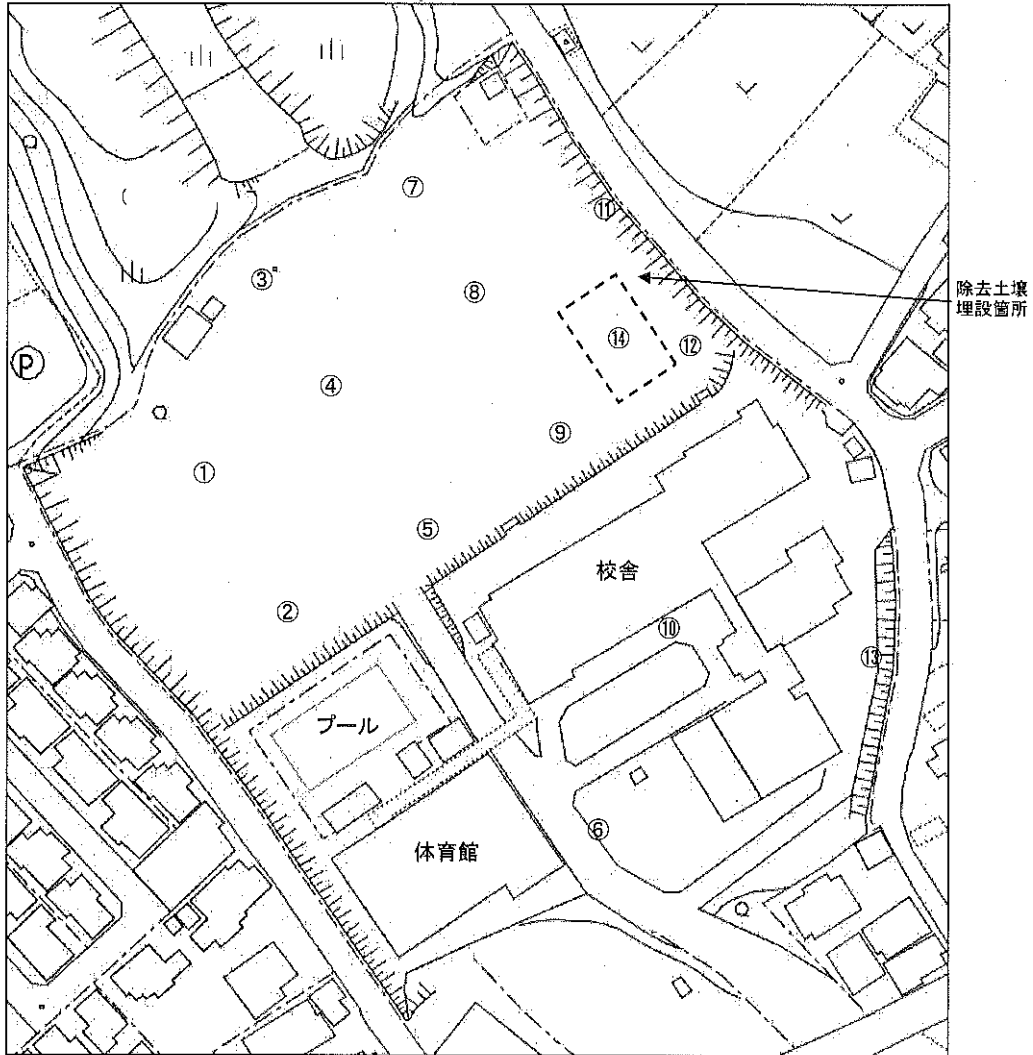 ⑦
⑪
③
⑧
除去土壌
埋設箇所
⑭
⑫
P
④
⑨
①
⑤
校舎
②
⑩
⑬
プール
⑥
体育館